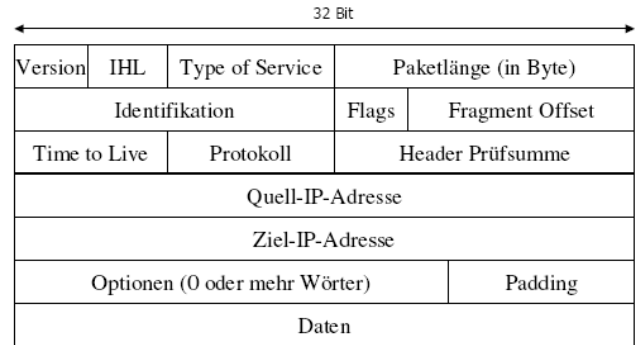 32 Bit
Version IHL Type of Service Paketlänge (in Byte)
Identifikation Flags Fragment Offset
Time to Live Protokoll Header Prüfsumme
Quell-IP-Adresse
Ziel-IP-Adresse
Optionen (0 oder mehr Wörter) Padding
Daten